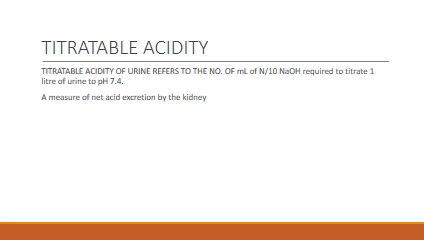 TITRATABLE ACIDITY
TITRATABLE ACIDITY OF URINE REFERS TO THE NO. OF mL of N/10 NaOH required to titrate 1
litre of urine to pH 7.4.
A measure of net acid excretion by the kidney